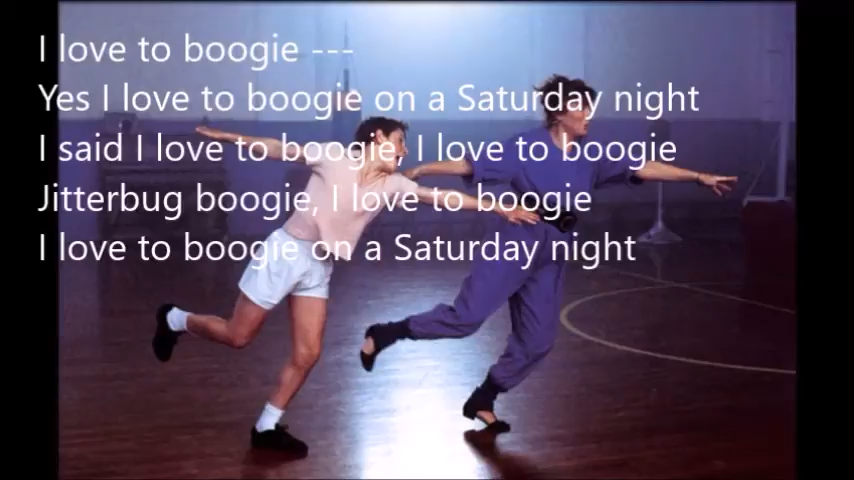 I love to boogie ---
Yes I love to boogie on a Saturday night
I said I love to boogie, I love to boogie
Jitterbug boogie, I love to boogie
I love to boogie on a Saturday night